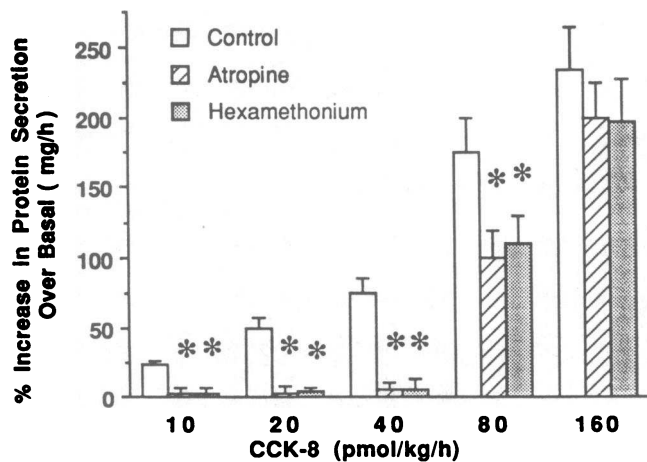 % Increase in Protein Secretion
Over Basal ( mg/h)
250
200
150
100
50
0
Control
Atropine
Hexamethonium
* *
* *
* *
* *
10 20 40 80 160
CCK-8 (pmol/kg/h)